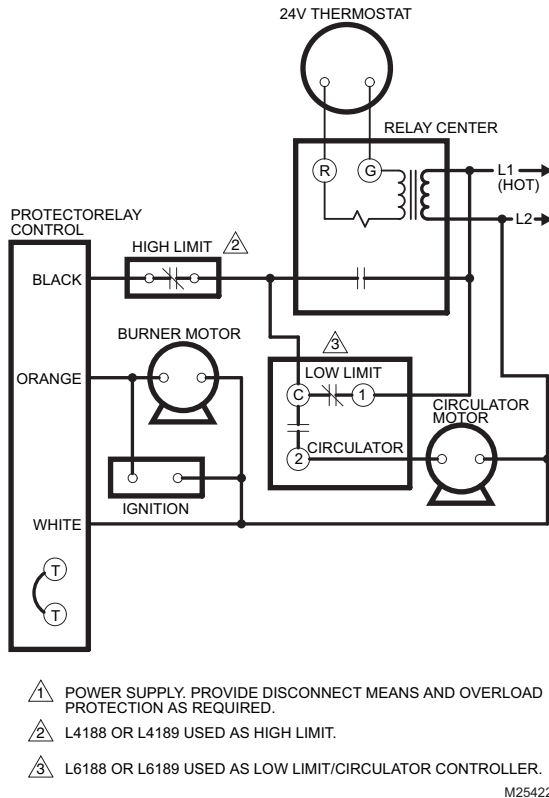 24V THERMOSTAT
RELAY CENTER
R
G
L1
(HOT)
L2
PROTECTORELAY
CONTROL
HIGH LIMIT
2
BLACK
BURNER MOTOR
3
LOW LIMIT
ORANGE
C
1
CIRCULATOR
MOTOR
CIRCULATOR
2
IGNITION
WHITE
T
T
1 POWER SUPPLY. PROVIDE DISCONNECT MEANS AND OVERLOAD
PROTECTION AS REQUIRED.
2 L4188 OR L4189 USED AS HIGH LIMIT.
3 L6188 OR L6189 USED AS LOW LIMIT/CIRCULATOR CONTROLLER.
M25422